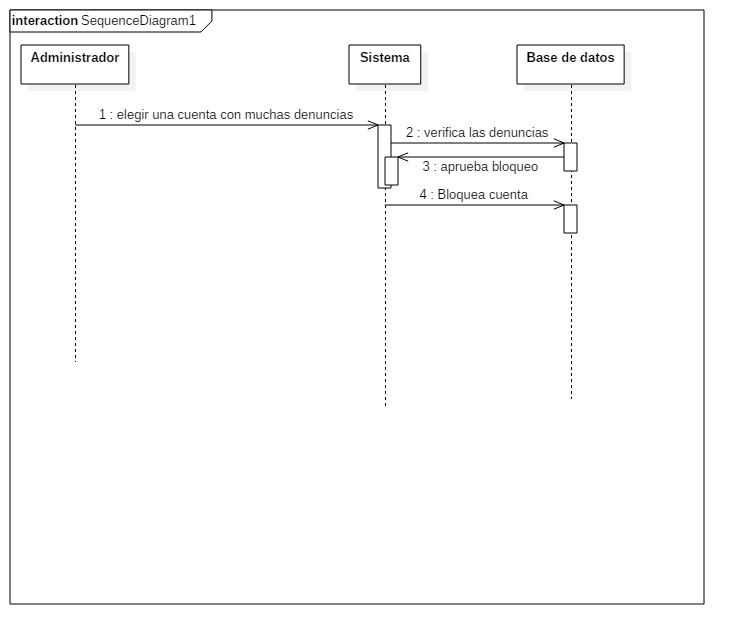 interaction SequenceDiagram1
Administrador
Sistema
Base de datos
1 : elegir una cuenta con muchas denuncias
2 : verifica las denuncias
3 : aprueba bloqueo
4 : Bloquea cuenta